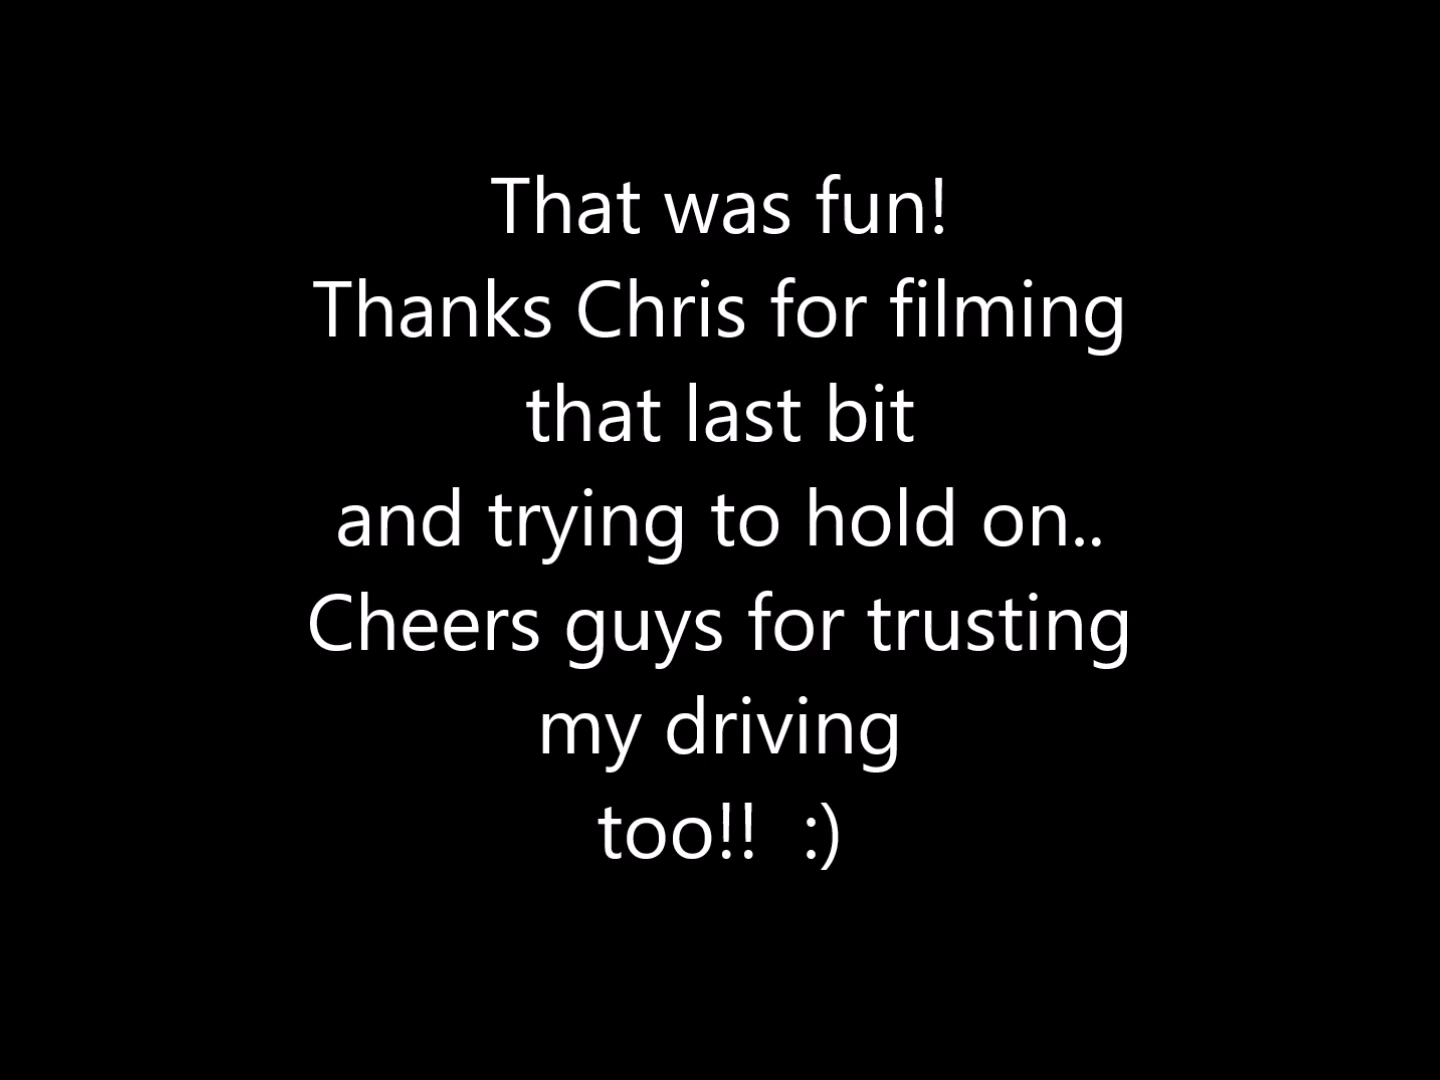 That was fun!
Thanks Chris for filming
that last bit
and trying to hold on..
Cheers guys for trusting
my driving
too!!  :)